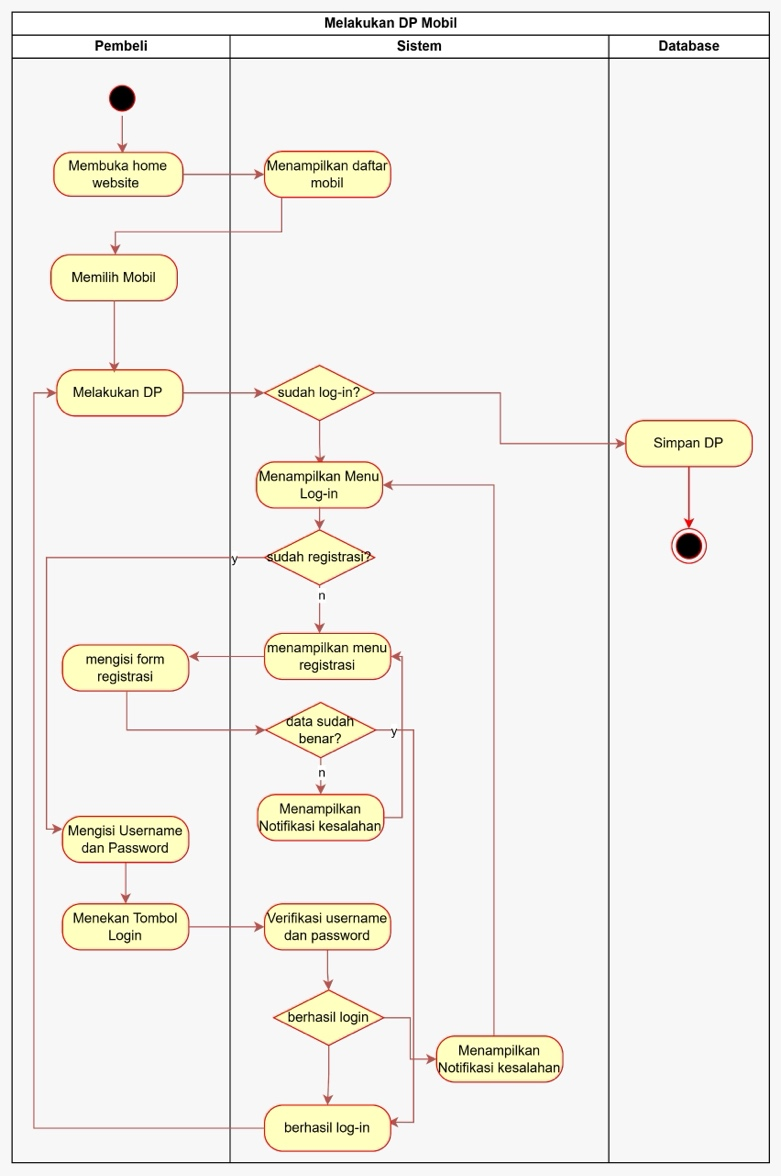 Melakukan DP Mobil
Pembeli
Sistem
Database
Membuka home
website
Menampilkan daftar
mobil
Memilih Mobil
Melakukan DP
sudah log-in?
Simpan DP
Menampilkan Menu
Log-in
sudah registrasi?
y
n
menampilkan menu
registrasi
mengisi form
registrasi
data sudah
benar?
y
n
Menampilkan
Notifikasi kesalahan
Mengisi Username
dan Password
Menekan Tombol
Login
Verifikasi username
dan password
berhasil login
Menampilkan
Notifikasi kesalahan
berhasil log-in